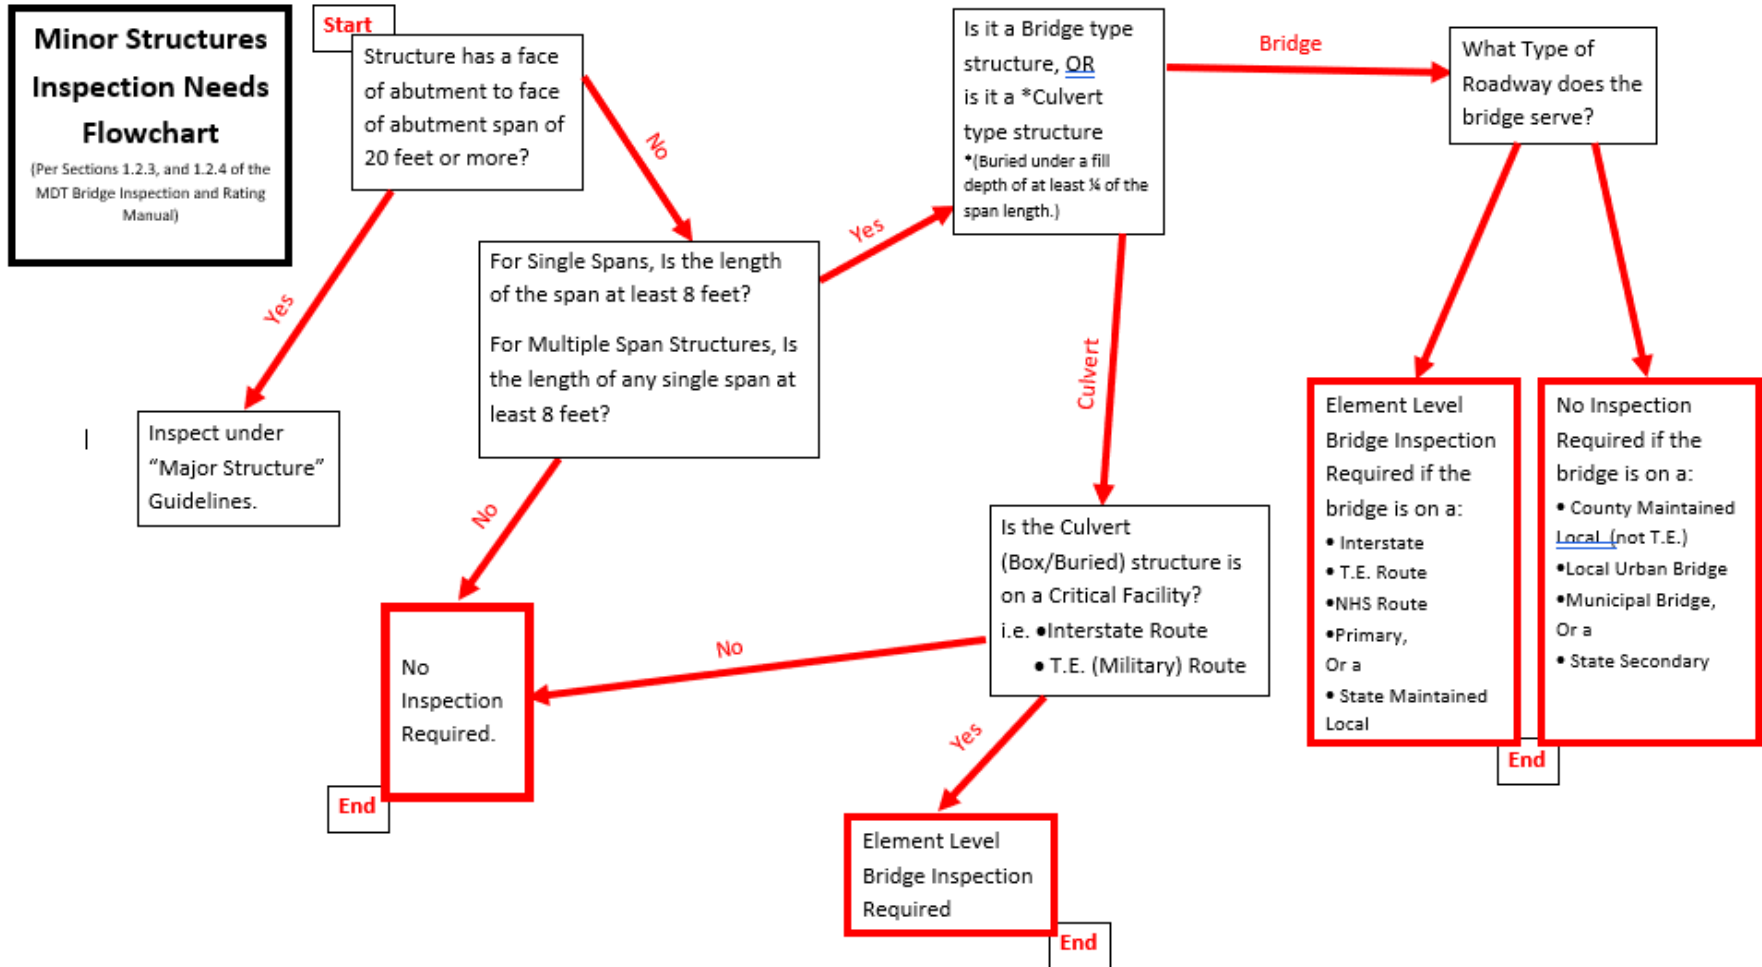 Minor Structures
Inspection Needs
Flowchart
(Per Sections 1.2.3, and 1.2.4 of the
MDT Bridge Inspection and Rating
Manual)
Start
Structure has a face
of abutment to face
of abutment span of
20 feet or more?
No
Yes
Inspect under
“Major Structure”
Guidelines.
For Single Spans, Is the length
of the span at least 8 feet?
For Multiple Span Structures, Is
the length of any single span at
least 8 feet?
Yes
No
No
Inspection
Required.
End
Is it a Bridge type
structure, OR
is it a *Culvert
type structure
*(Buried under a fill
depth of at least ¼ of the
span length.)
Bridge
Culvert
Is the Culvert
(Box/Buried) structure is
on a Critical Facility?
i.e. •Interstate Route
• T.E. (Military) Route
No
Yes
Element Level
Bridge Inspection
Required
End
What Type of
Roadway does the
bridge serve?
Element Level
Bridge Inspection
Required if the
bridge is on a:
• Interstate
• T.E. Route
•NHS Route
•Primary,
Or a
• State Maintained
Local
No Inspection
Required if the
bridge is on a:
• County Maintained
Local (not T.E.)
•Local Urban Bridge
•Municipal Bridge,
Or a
• State Secondary
End